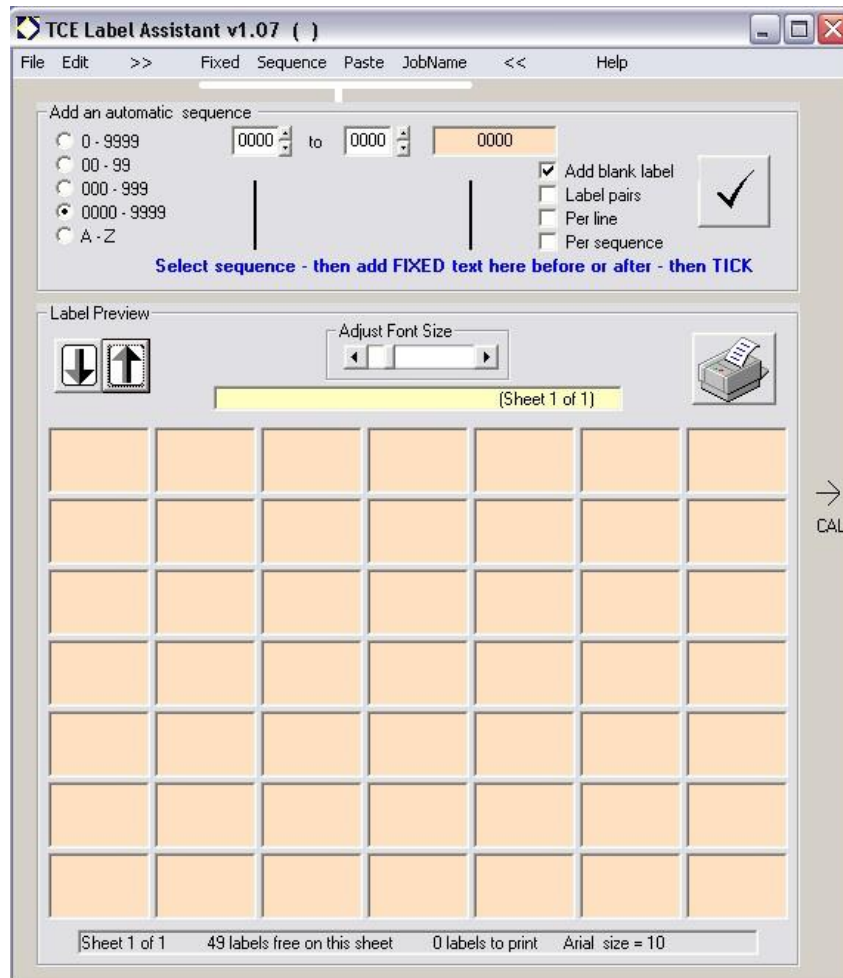 TCE Label Assistant v1.07 ( )
File Edit >> Fixed Sequence Paste JobName << Help
Add an automatic sequence
0 - 9999
00 - 99
000 - 999
0000 - 9999
A - Z
0000 to 0000 0000
Add blank label
Label pairs
Per line
Per sequence
Select sequence - then add FIXED text here before or after - then TICK
Label Preview
Adjust Font Size
(Sheet 1 of 1)
CAL
Sheet 1 of 1 49 labels free on this sheet 0 labels to print Arial size = 10